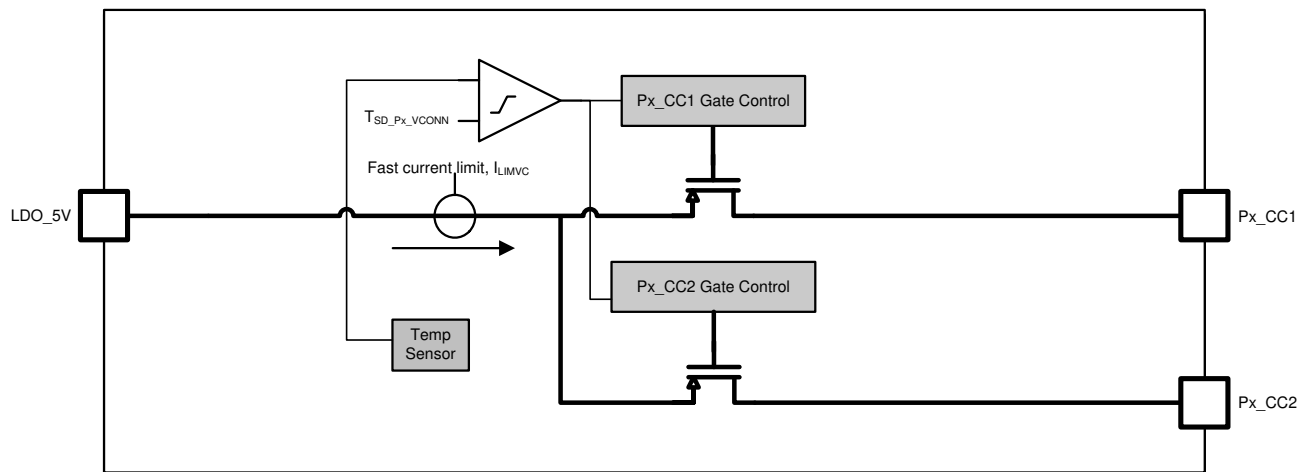 Px_CC1 Gate Control
TSD_Px_VCONN
Fast current limit, ILIMVC
LDO_5V
Px_CC1
Px_CC2 Gate Control
Temp
Sensor
Px_CC2